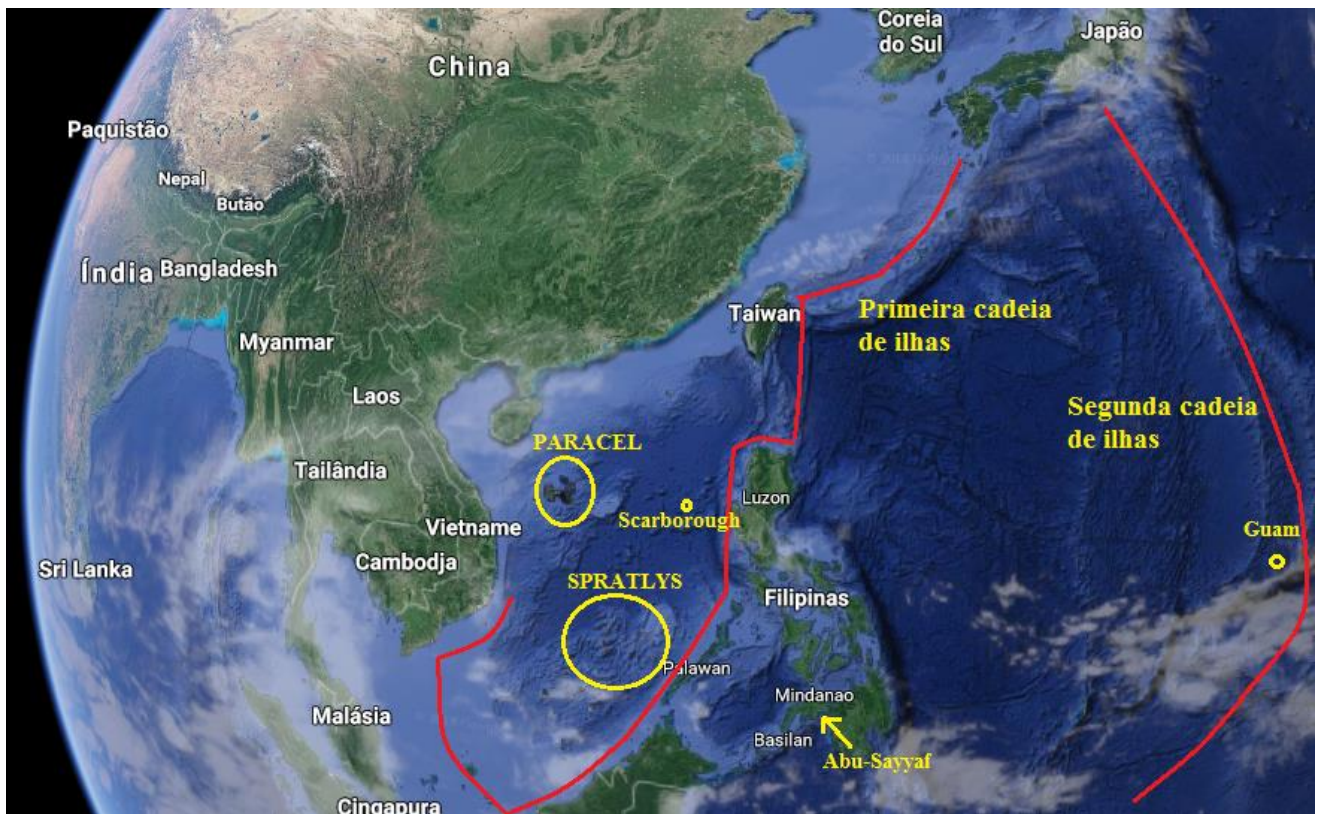 Coreia
do Sul
Japão
China
Paquistão
Nepal
Butão
Índia
Bangladesh
Taiwan
Primeira cadeia
de ilhas
Myanmar
Laos
Segunda cadeia
de ilhas
PARACEL
Tailândia
Luzon
Scarborough
Vietname
Guam
Cambodja
Sri Lanka
SPRATLYS
Filipinas
Palawan
Mindanao
Malásia
Basilan
Abu-Sayyaf
Cingapura